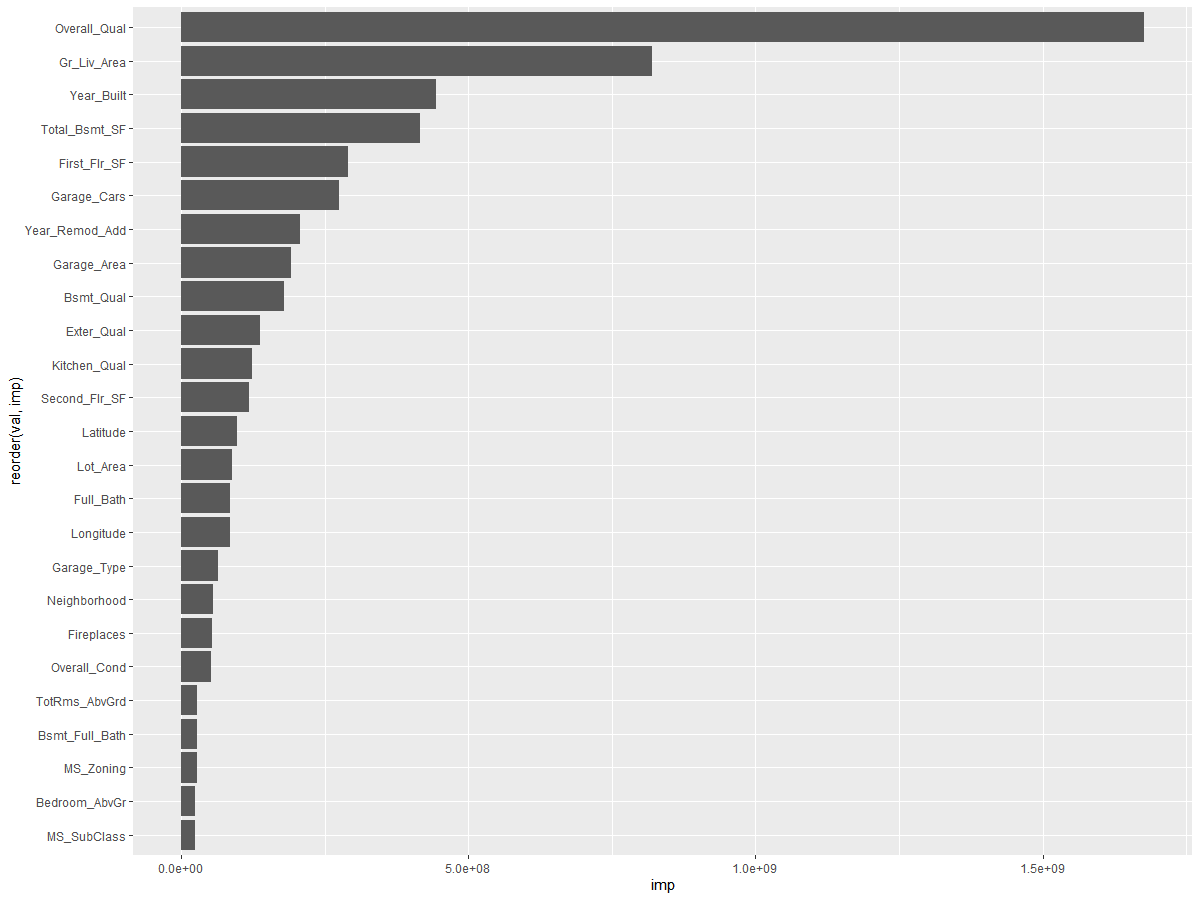 Overall_Qual
Gr_Liv_Area
Year_Built
Total_Bsmt_SF
First_Flr_SF
Garage_Cars
Year_Remod_Add
Garage_Area
Bsmt_Qual
Exter_Qual
Kitchen_Qual
Second_Flr_SF
Latitude
Lot_Area
Full_Bath
Longitude
Garage_Type
Neighborhood
Fireplaces
Overall_Cond
TotRms_AbvGrd
Bsmt_Full_Bath
MS_Zoning
Bedroom_AbvGr
MS_SubClass
reorder(val, imp)
0.0e+00 5.0e+08 1.0e+09 1.5e+09
imp